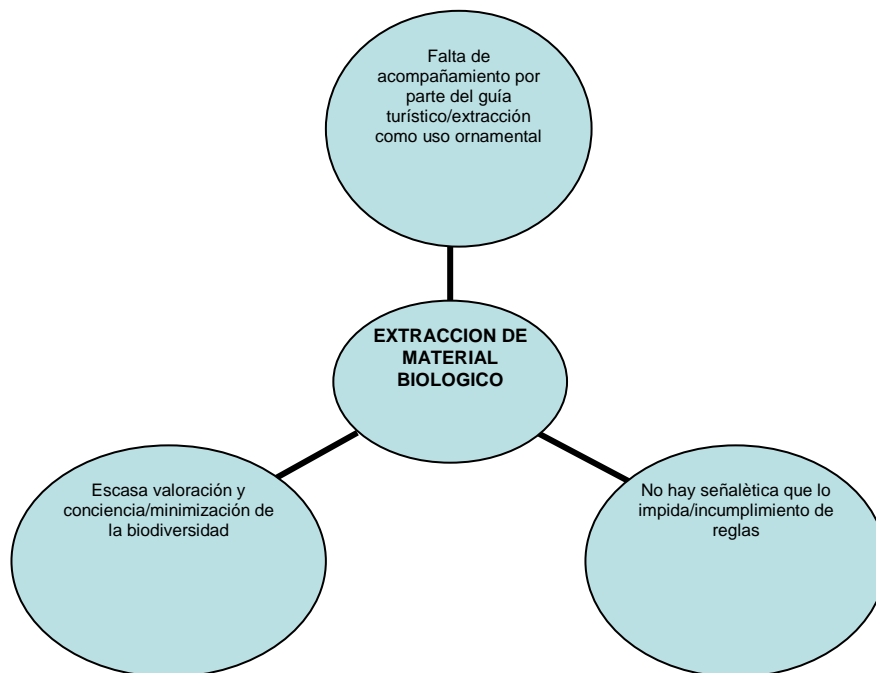 Falta de
acompañamiento por
parte del guía
turístico/extracción
como uso ornamental
EXTRACCION DE
MATERIAL
BIOLOGICO
Escasa valoración y
conciencia/minimización de
la biodiversidad
No hay señalètica que lo
impida/incumplimiento de
reglas